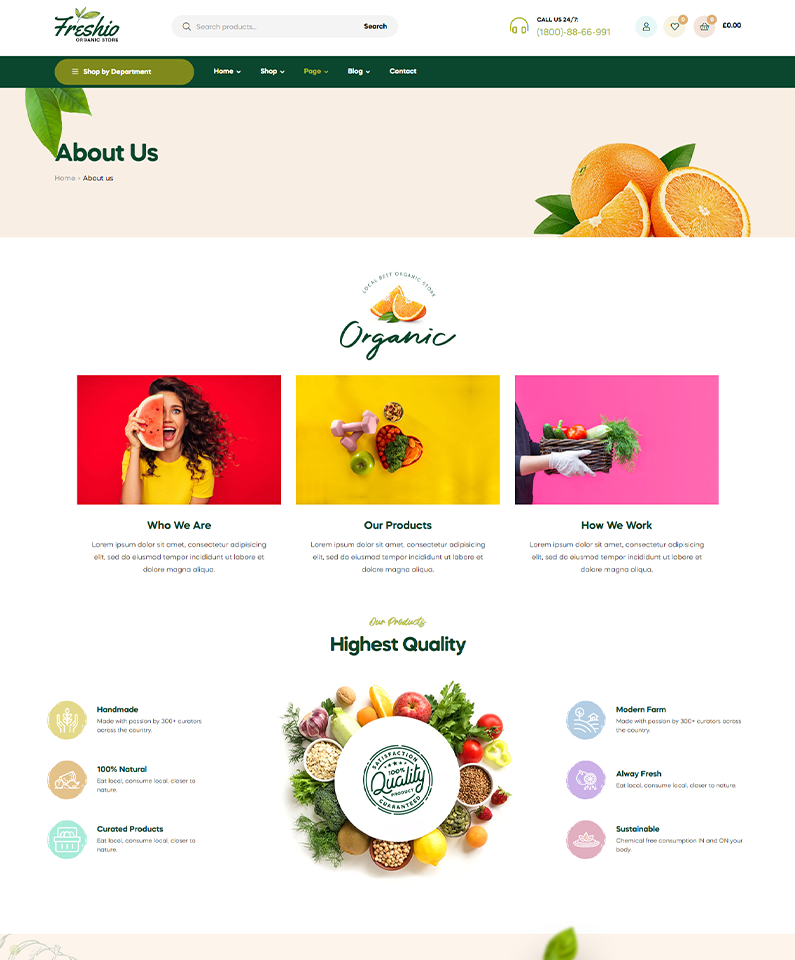 Freshio
ORGANIC STORE
Search products...
Search
CALL US 24/7:
(1800)-88-66-991
0
0
£0.00
Shop by Department
Home
Shop
Page
Blog
Contact
About Us
Home › About us
LOCAL BEST ORGANIC STORE
Organic
Who We Are
Lorem ipsum dolor sit amet, consectetur adipisicing
elit, sed do eiusmod tempor incididunt ut labore et
dolore magna aliqua.
Our Products
Lorem ipsum dolor sit amet, consectetur adipisicing
elit, sed do eiusmod tempor incididunt ut labore et
dolore magna aliqua.
How We Work
Lorem ipsum dolor sit amet, consectetur adipisicing
elit, sed do eiusmod tempor incididunt ut labore et
dolore magna aliqua.
Our Products
Highest Quality
Handmade
Made with passion by 300+ curators
across the country.
100% Natural
Eat local, consume local, closer to
nature.
Curated Products
Eat local, consume local, closer to
nature.
SATISFACTION
100%
Quality
PRODUCT
GUARANTEED
Modern Farm
Made with passion by 300+ curators across
the country.
Alway Fresh
Eat local, consume local, closer to nature.
Sustainable
Chemical free consumption IN and ON your
body.